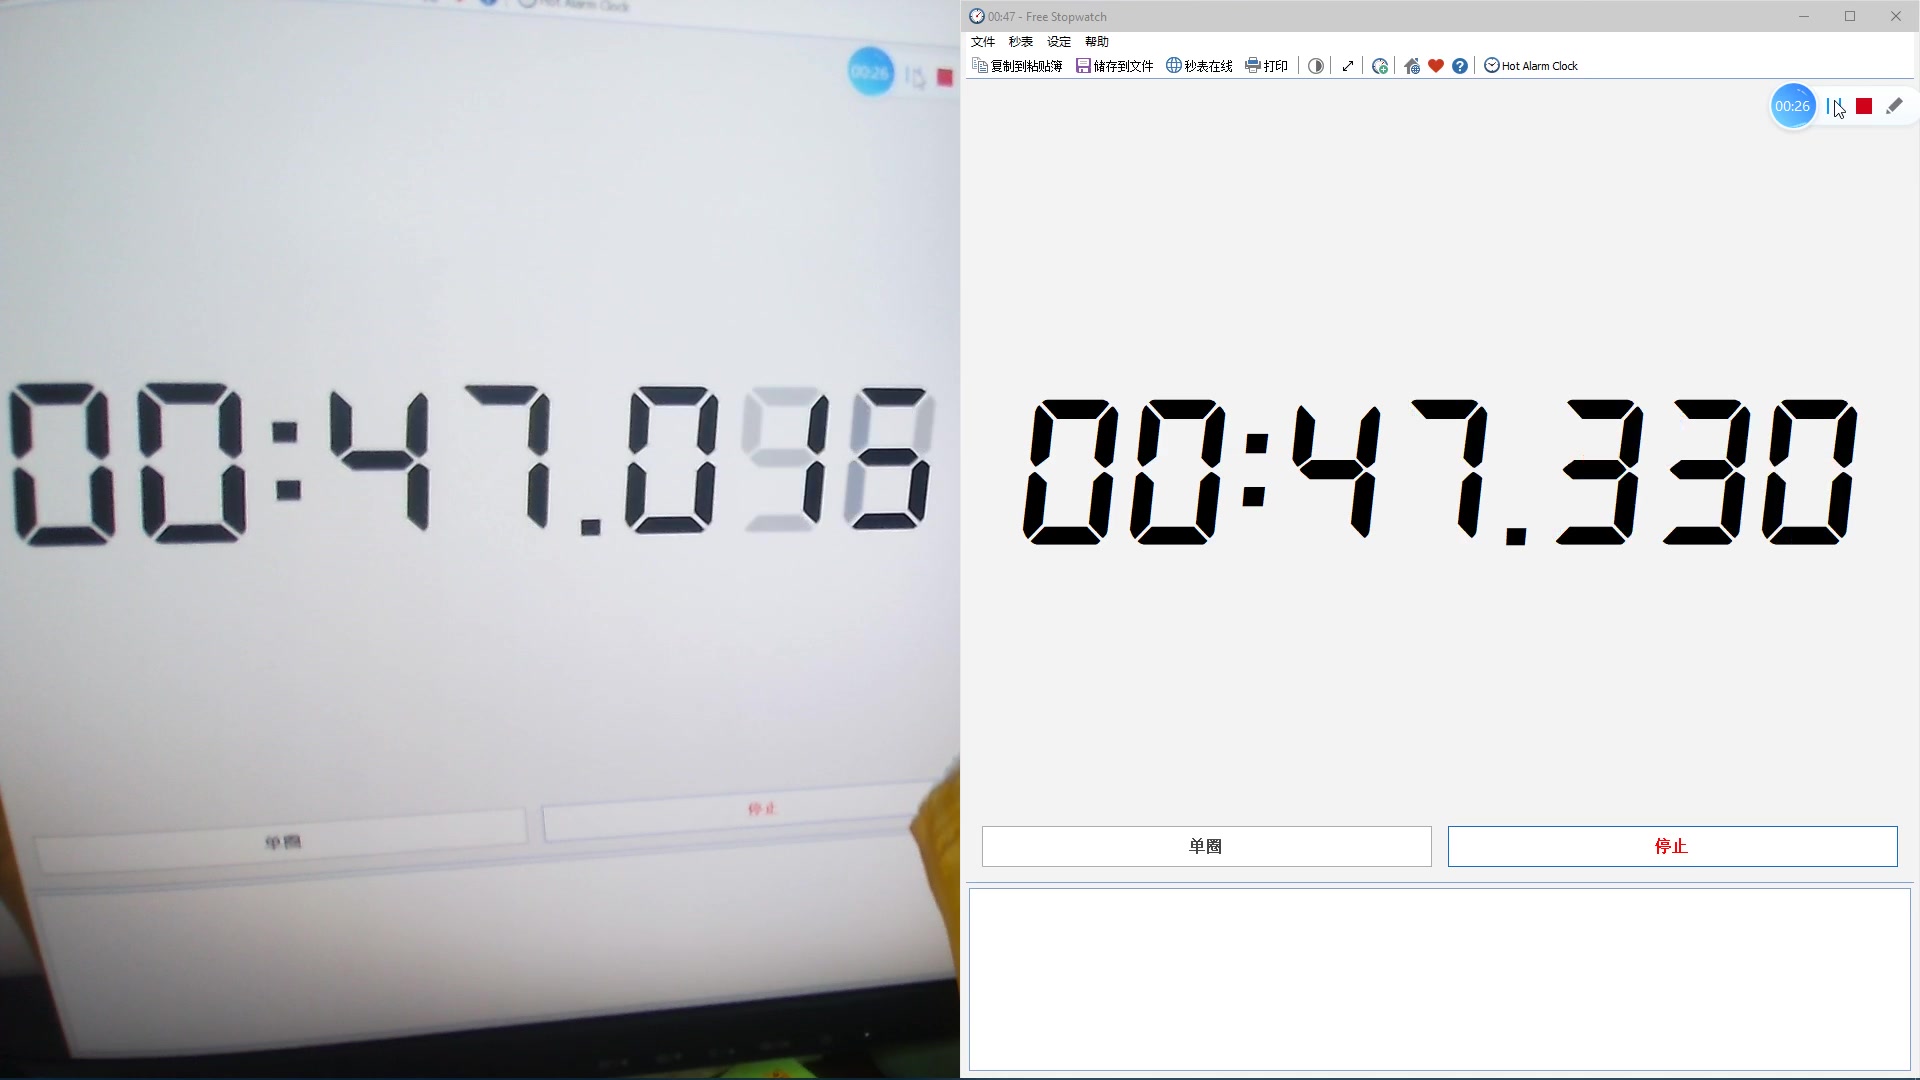 Hot Alarm Clock
00:26
00:47.015
单圈
停止
00:47 - Free Stopwatch
文件 秒表 设定 帮助
复制到粘贴簿 储存到文件 秒表在线 打印 Hot Alarm Clock
00:26
00:47.330
单圈
停止